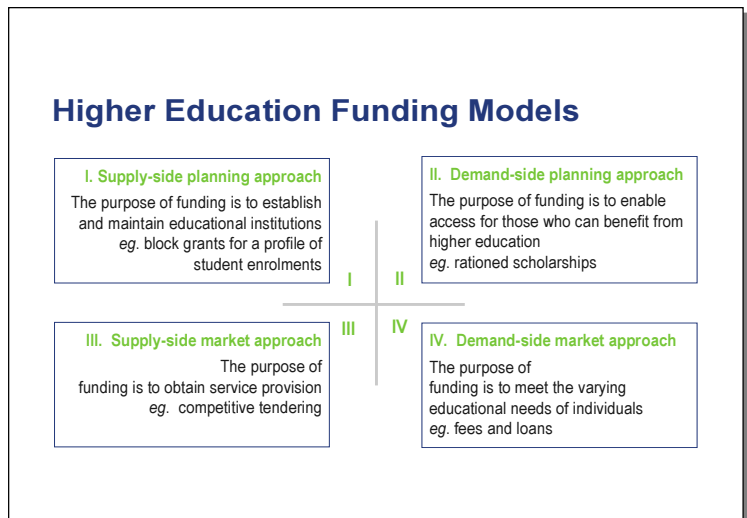 Higher Education Funding Models
I. Supply-side planning approach
The purpose of funding is to establish
and maintain educational institutions
eg. block grants for a profile of
student enrolments
II. Demand-side planning approach
The purpose of funding is to enable
access for those who can benefit from
higher education
eg. rationed scholarships
I
II
III
IV
III. Supply-side market approach
The purpose of
funding is to obtain service provision
eg. competitive tendering
IV. Demand-side market approach
The purpose of
funding is to meet the varying
educational needs of individuals
eg. fees and loans